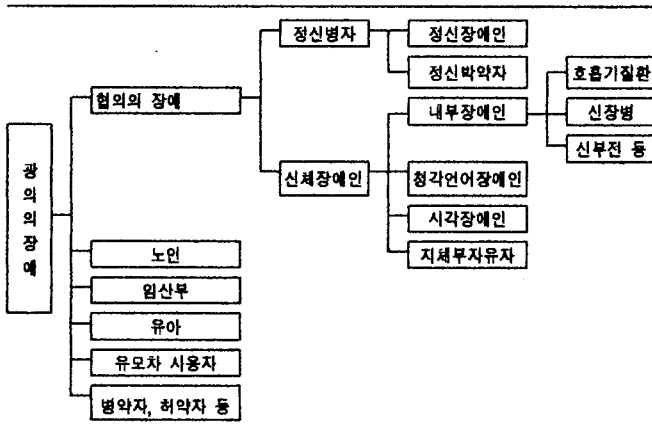 정신병자
정신장애인
정신박약자
호흡기질환
협의의 장애
내부장애인
신장병
신부전 등
광의의장애
신체장애인
청각언어장애인
시각장애인
지체부자유자
노인
임산부
유아
유모차 사용자
병약자, 허약자 등